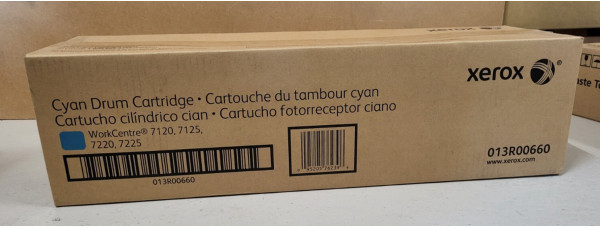 xerox
Cyan Drum Cartridge • Cartouche du tambour cyan
Cartucho cilíndrico cian • Cartucho fotorreceptor ciano
WorkCentre® 7120, 7125,
7220, 7225
013R00660
013R00660
www.xerox.com